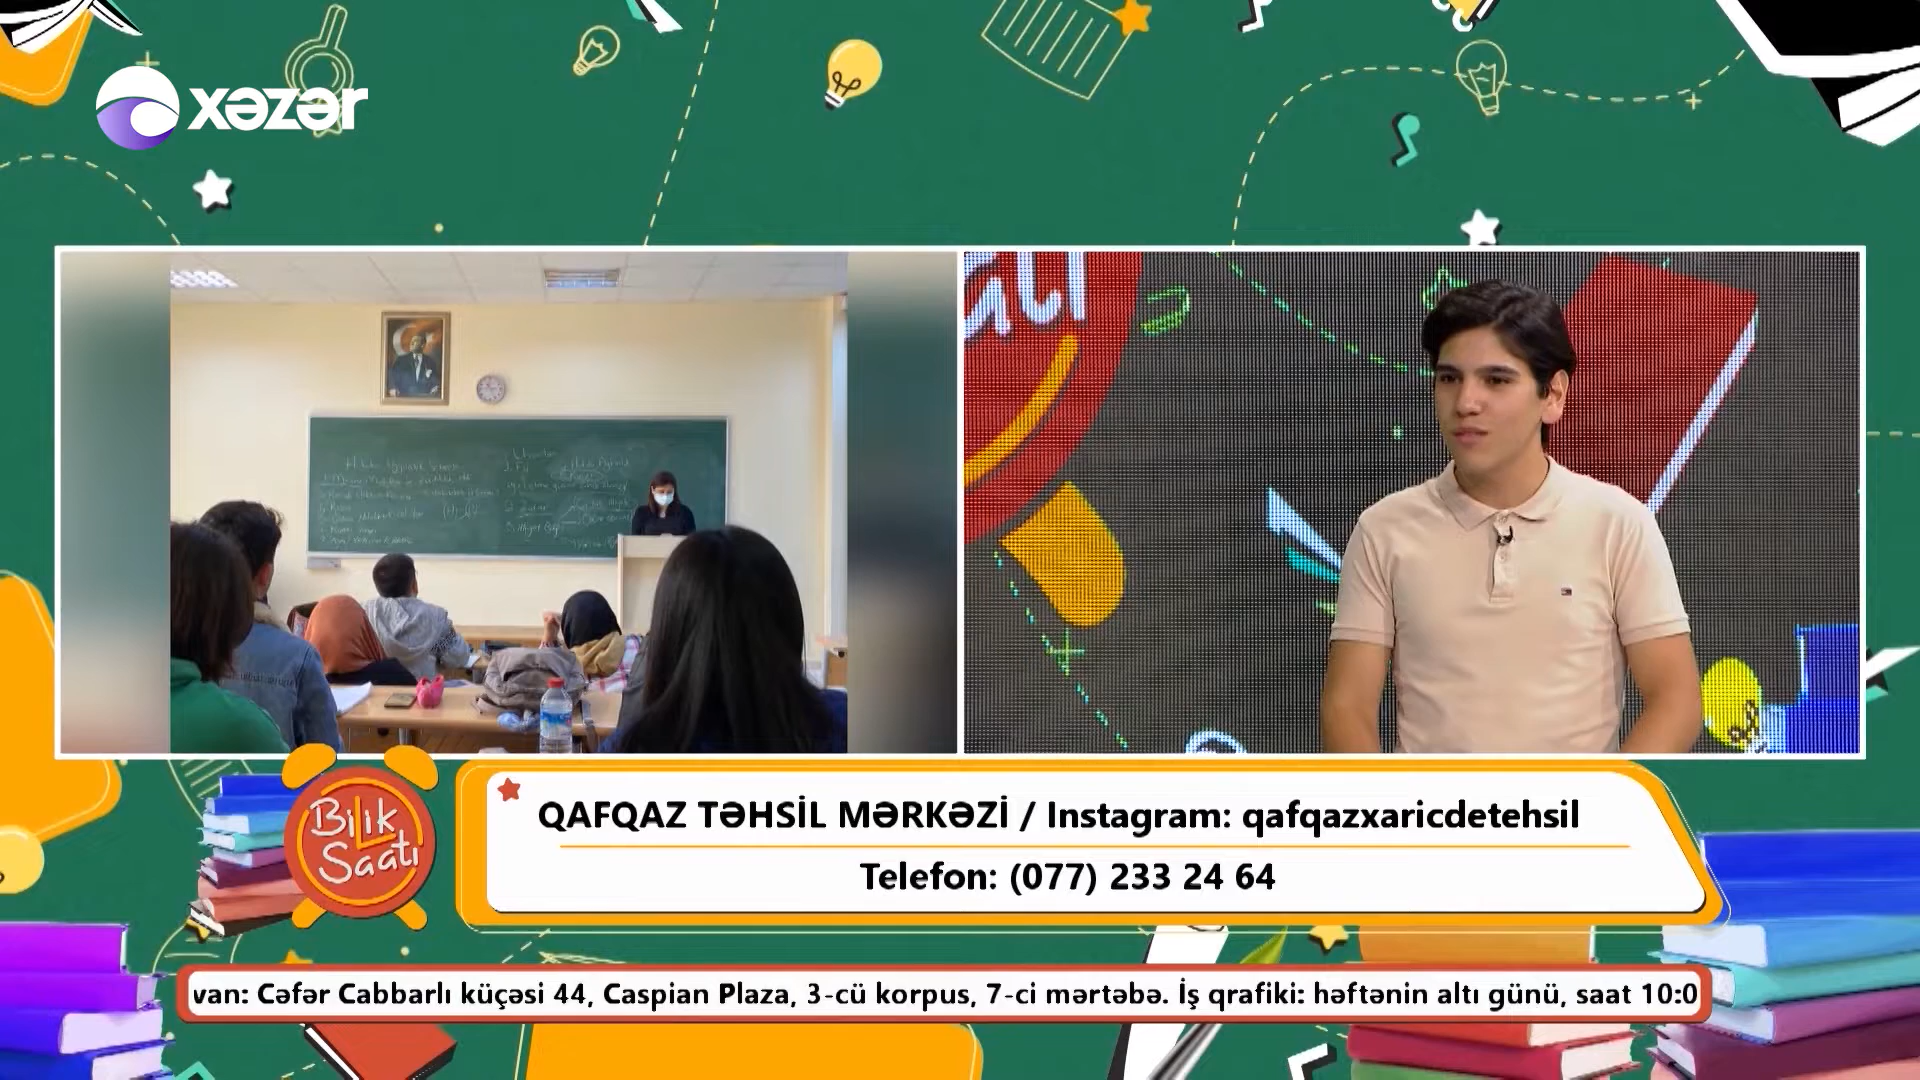 xəzər
Bilik
Saatı
QAFQAZ TƏHSİL MƏRKƏZİ / Instagram: qafqazxaricdetehsil
Telefon: (077) 233 24 64
van: Cəfər Cabbarlı küçəsi 44, Caspian Plaza, 3-cü korpus, 7-ci mərtəbə. İş qrafiki: həftənin altı günü, saat 10:0